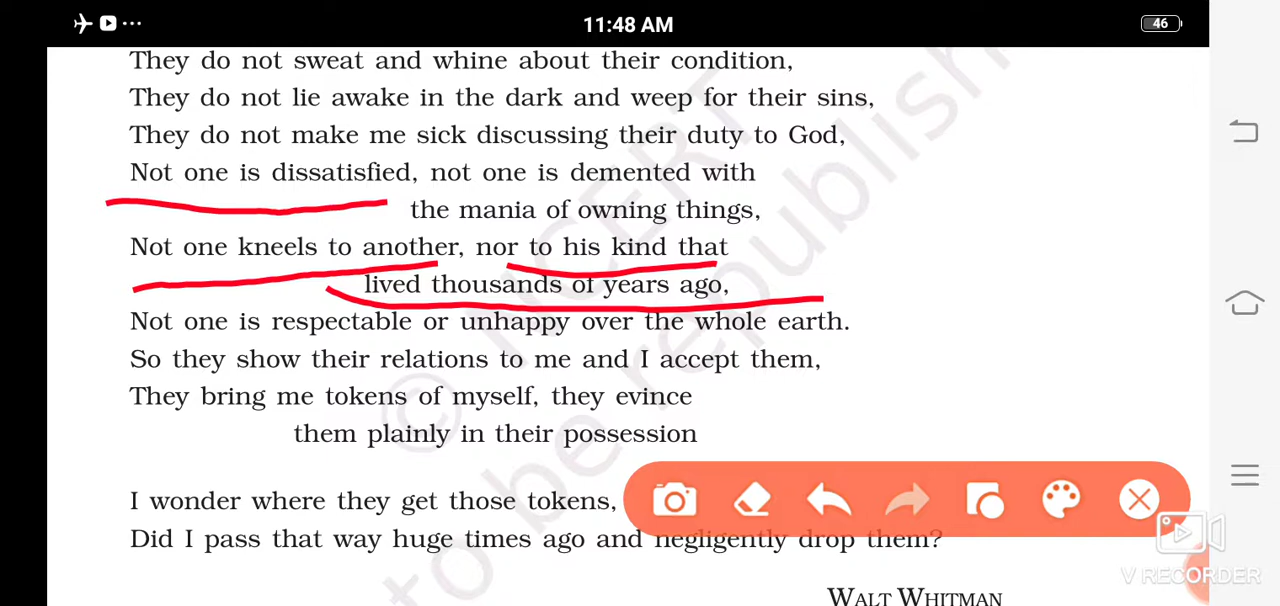 11:48 AM
46
They do not sweat and whine about their condition,
They do not lie awake in the dark and weep for their sins,
They do not make me sick discussing their duty to God,
Not one is dissatisfied, not one is demented with
the mania of owning things,
Not one kneels to another, nor to his kind that
lived thousands of years ago,
Not one is respectable or unhappy over the whole earth.
So they show their relations to me and I accept them,
They bring me tokens of myself, they evince
them plainly in their possession
I wonder where they get those tokens,
Did I pass that way huge times ago and negligently drop them?
WALT WHITMAN
© NCERT
to be republish
V RECORDER